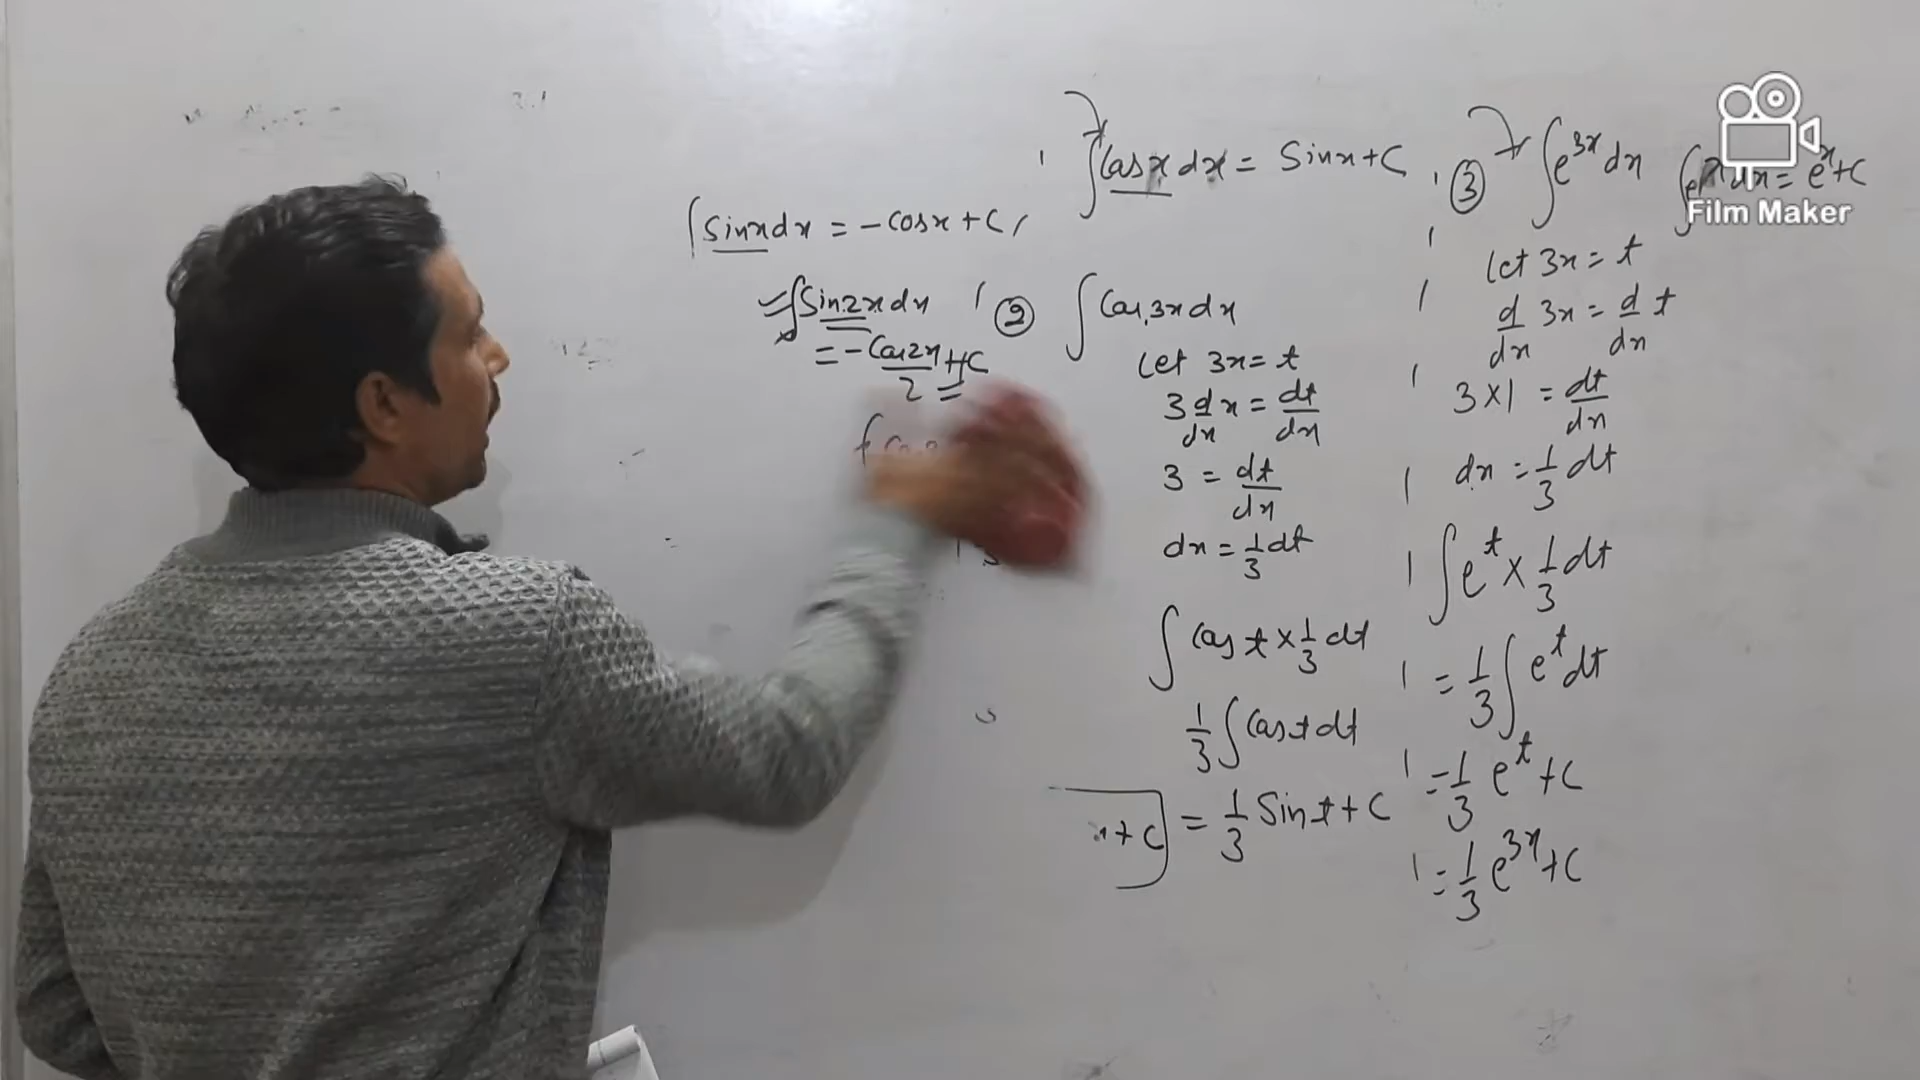 ∫ Sinx dx = -Cosx + C,
∫ Sin2x dx
= -Cos2x/2 + C
∫ Cosx dx = Sinx + C
② ∫ Cos3x dx
Let 3x = t
3 d/dx x = dt/dx
3 = dt/dx
dx = 1/3 dt
∫ Cos t × 1/3 dt
1/3 ∫ Cos t dt
= 1/3 Sin t + C
x + C
③ ∫ e^3x dx ∫ e^x dx = e^x + C
let 3x = t
d/dx 3x = d/dx t
3 × 1 = dt/dx
dx = 1/3 dt
∫ e^t × 1/3 dt
= 1/3 ∫ e^t dt
= 1/3 e^t + C
= 1/3 e^3x + C
Film Maker